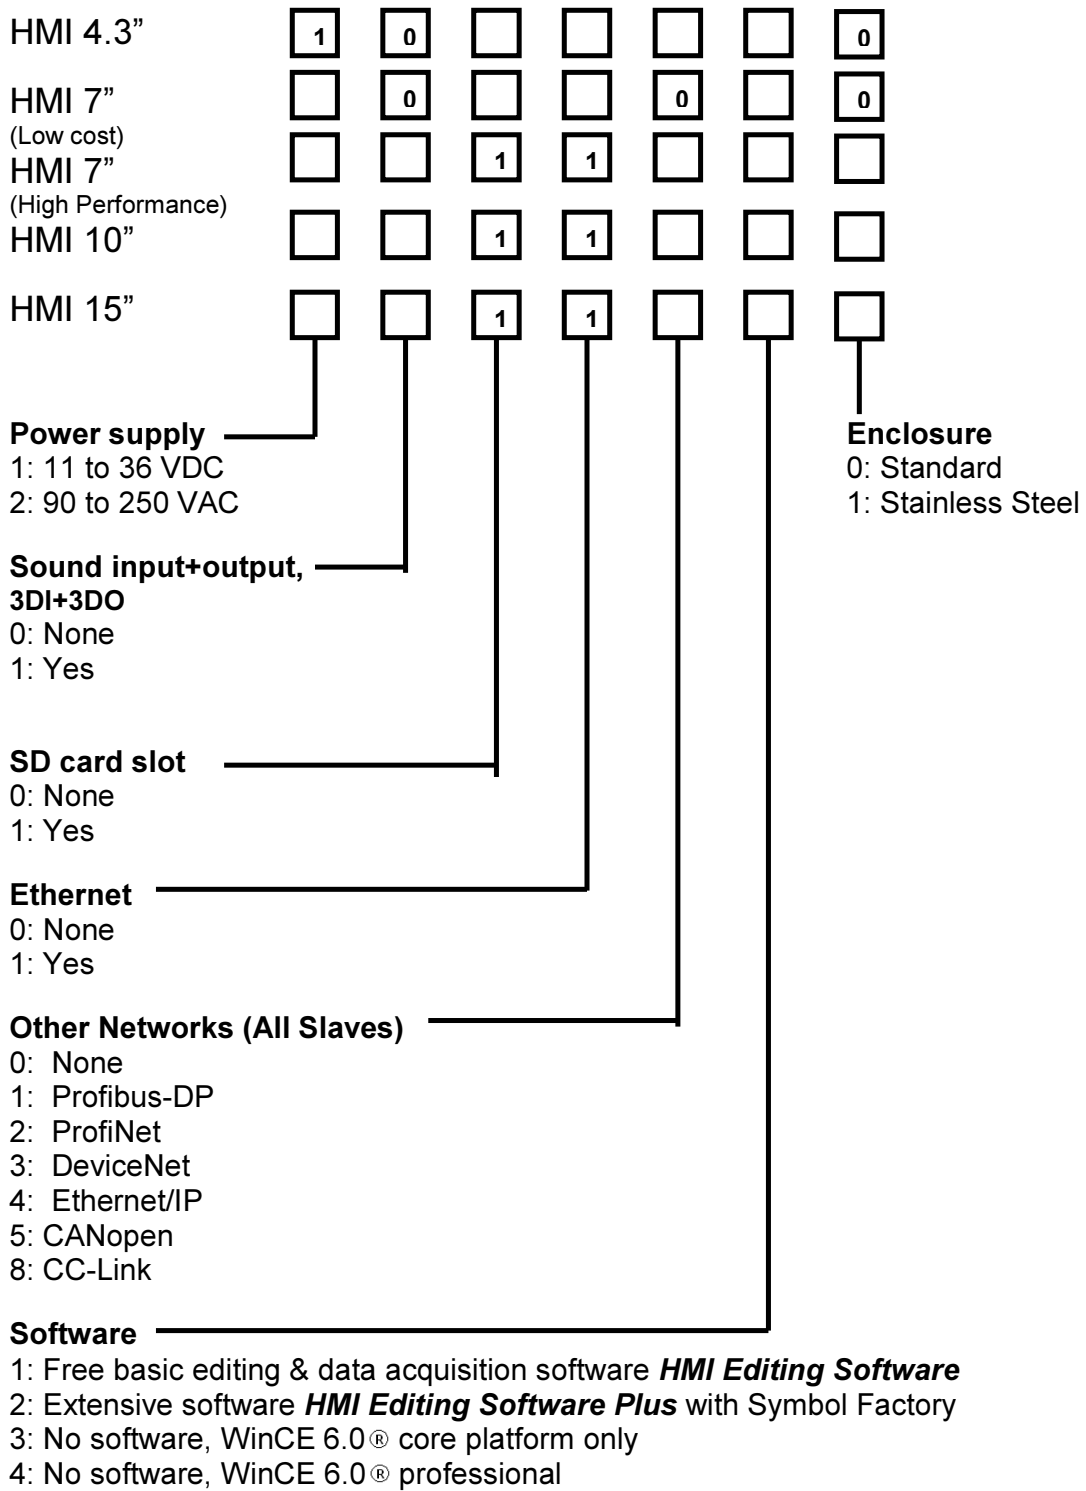 HMI 4.3” 1 0 0
HMI 7” 0 0 0
(Low cost)
HMI 7” 1 1
(High Performance)
HMI 10” 1 1
HMI 15” 1 1
Power supply
1: 11 to 36 VDC
2: 90 to 250 VAC
Enclosure
0: Standard
1: Stainless Steel
Sound input+output,
3DI+3DO
0: None
1: Yes
SD card slot
0: None
1: Yes
Ethernet
0: None
1: Yes
Other Networks (All Slaves)
0: None
1: Profibus-DP
2: ProfiNet
3: DeviceNet
4: Ethernet/IP
5: CANopen
8: CC-Link
Software
1: Free basic editing & data acquisition software HMI Editing Software
2: Extensive software HMI Editing Software Plus with Symbol Factory
3: No software, WinCE 6.0® core platform only
4: No software, WinCE 6.0® professional